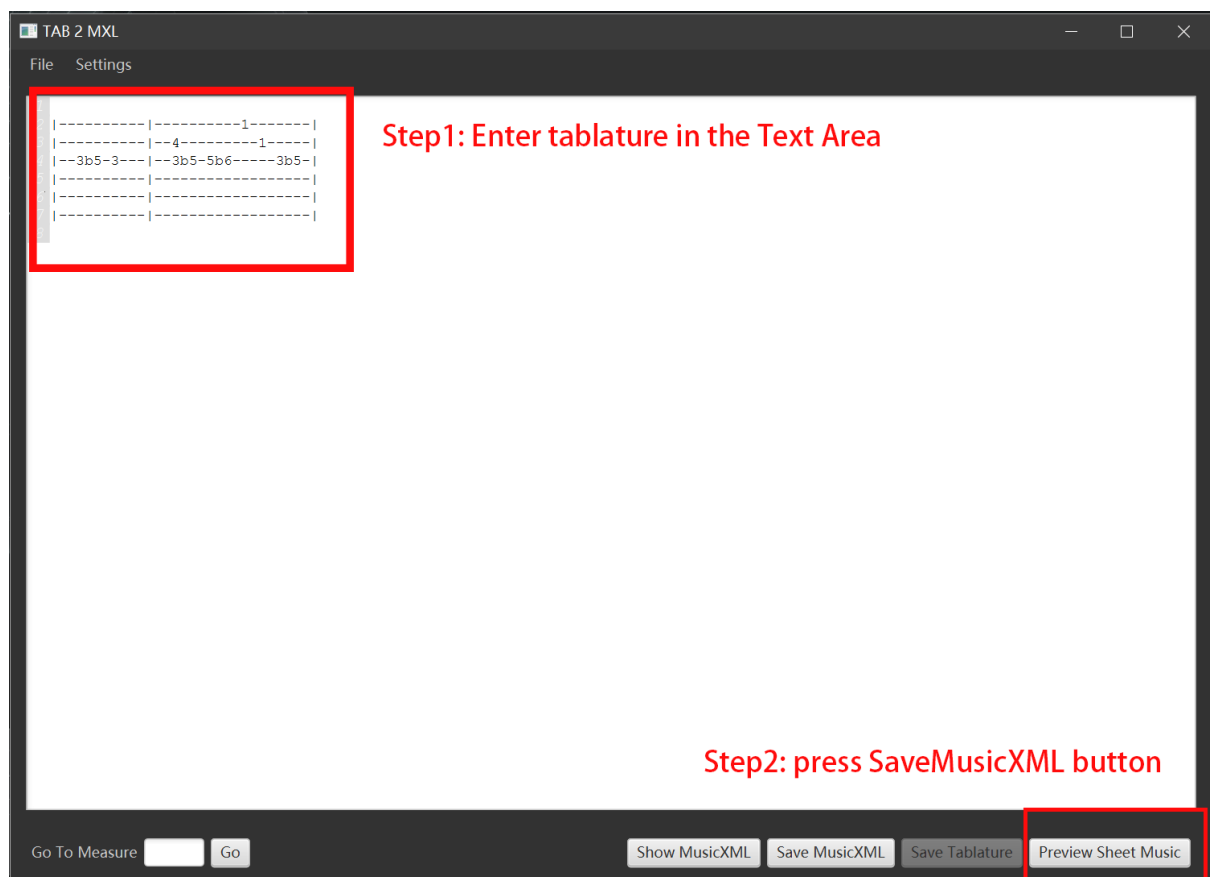 TAB 2 MXL
File Settings
|----------|----------1-------|
|----------|--4---------1-----|
|--3b5-3---|--3b5-5b6-----3b5-|
|----------|------------------|
|----------|------------------|
|----------|------------------|
Step1: Enter tablature in the Text Area
Step2: press SaveMusicXML button
Go To Measure Go Show MusicXML Save MusicXML Save Tablature Preview Sheet Music